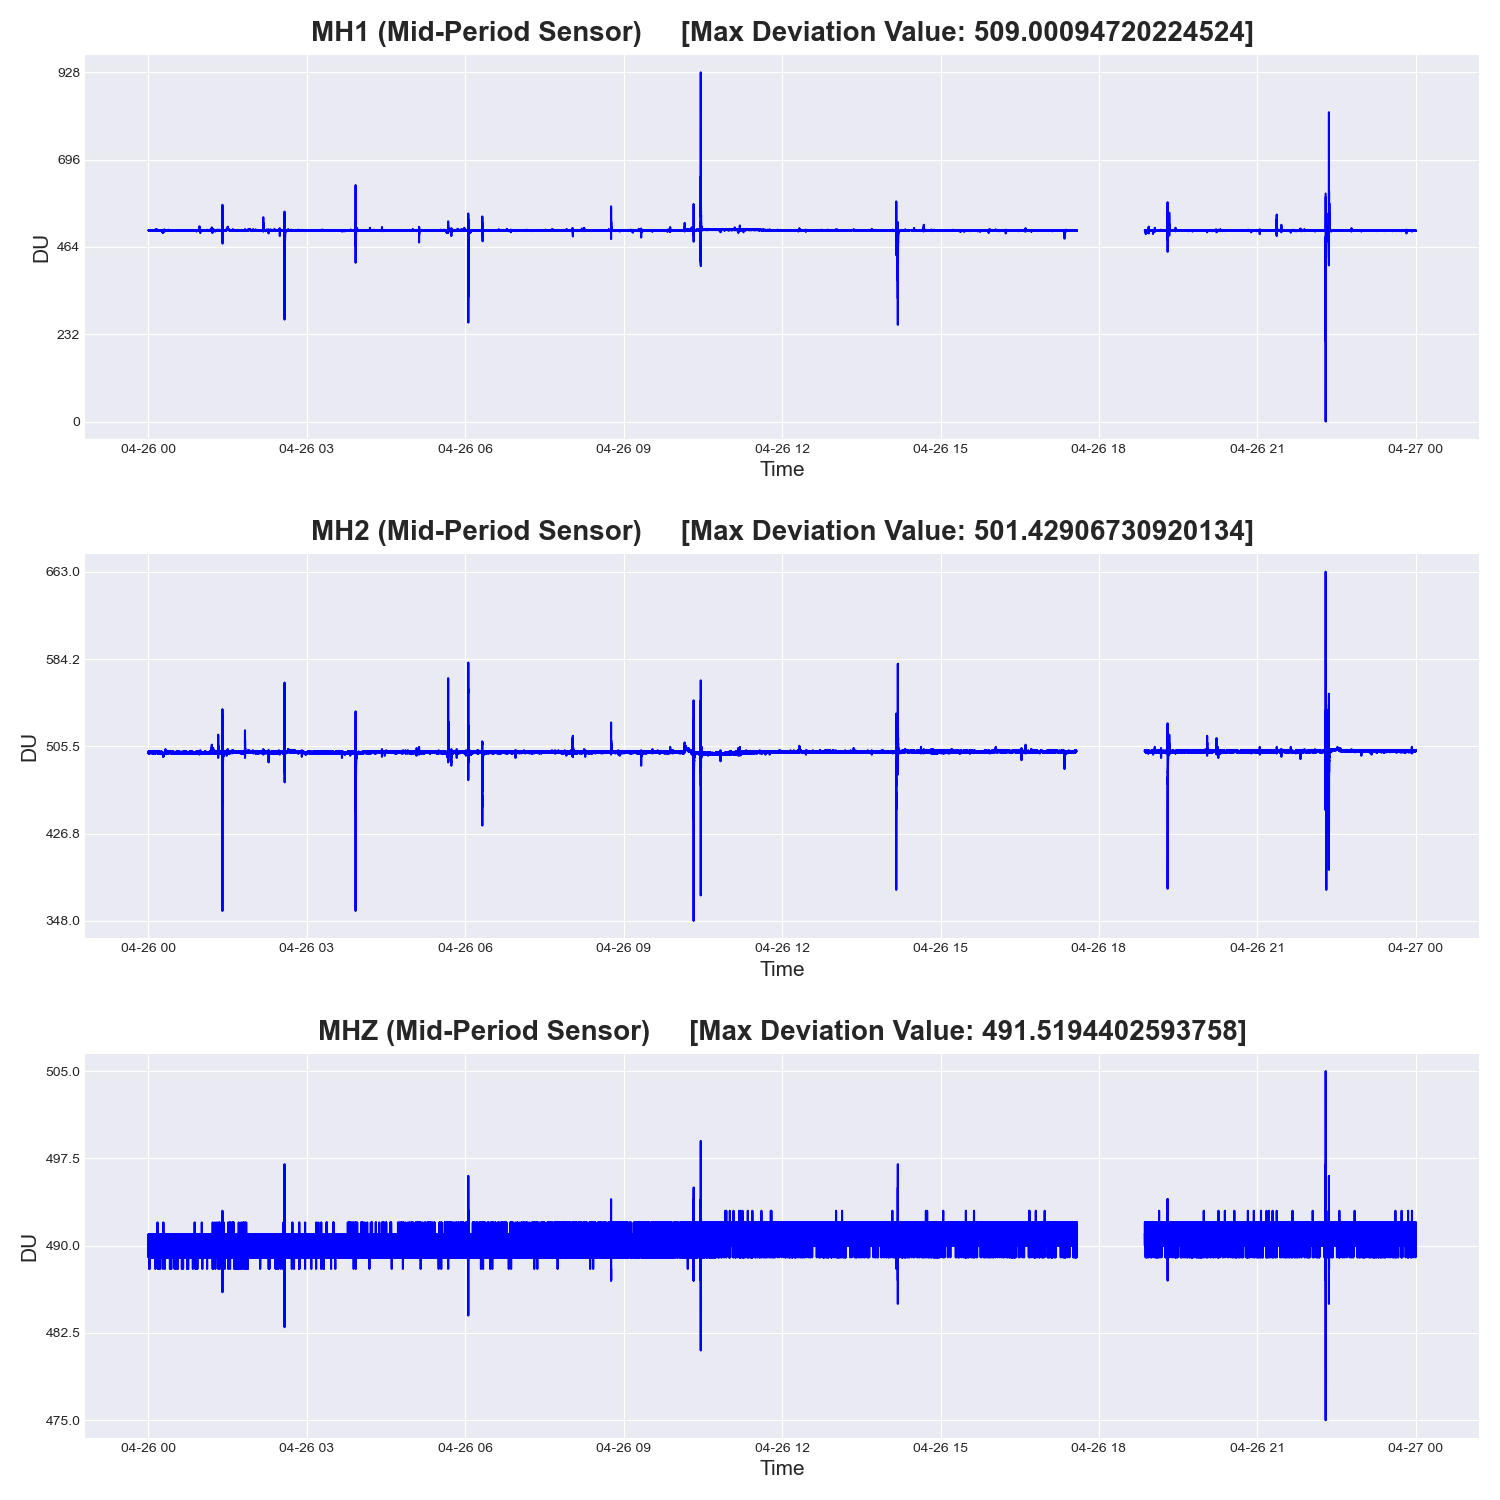 MH1 (Mid-Period Sensor) [Max Deviation Value: 509.00094720224524]
928
696
464
232
0
DU
04-26 00 04-26 03 04-26 06 04-26 09 04-26 12 04-26 15 04-26 18 04-26 21 04-27 00
Time
MH2 (Mid-Period Sensor) [Max Deviation Value: 501.42906730920134]
663.0
584.2
505.5
426.8
348.0
DU
04-26 00 04-26 03 04-26 06 04-26 09 04-26 12 04-26 15 04-26 18 04-26 21 04-27 00
Time
MHZ (Mid-Period Sensor) [Max Deviation Value: 491.5194402593758]
505.0
497.5
490.0
482.5
475.0
DU
04-26 00 04-26 03 04-26 06 04-26 09 04-26 12 04-26 15 04-26 18 04-26 21 04-27 00
Time